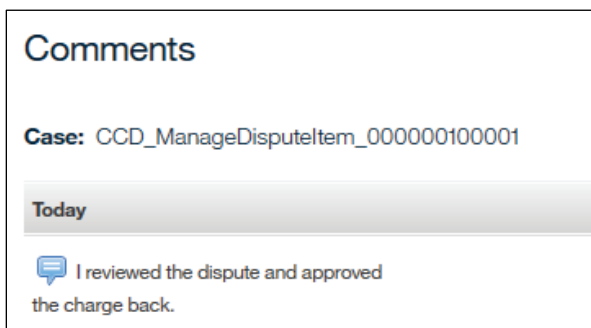 Comments
Case: CCD_ManageDisputeItem_000000100001
Today
I reviewed the dispute and approved
the charge back.